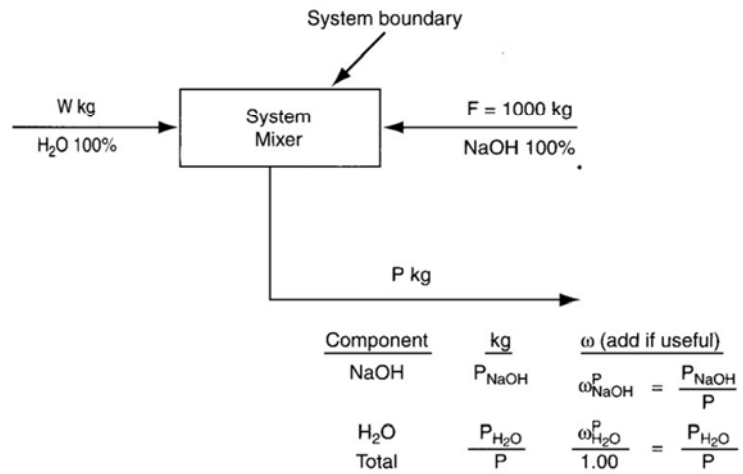 System boundary
W kg
H₂O 100%
System
Mixer
F = 1000 kg
NaOH 100%
P kg
Component kg ω (add if useful)
NaOH P_NaOH ω^P_NaOH = P_NaOH / P
H₂O P_H₂O ω^P_H₂O = P_H₂O / P
Total P 1.00